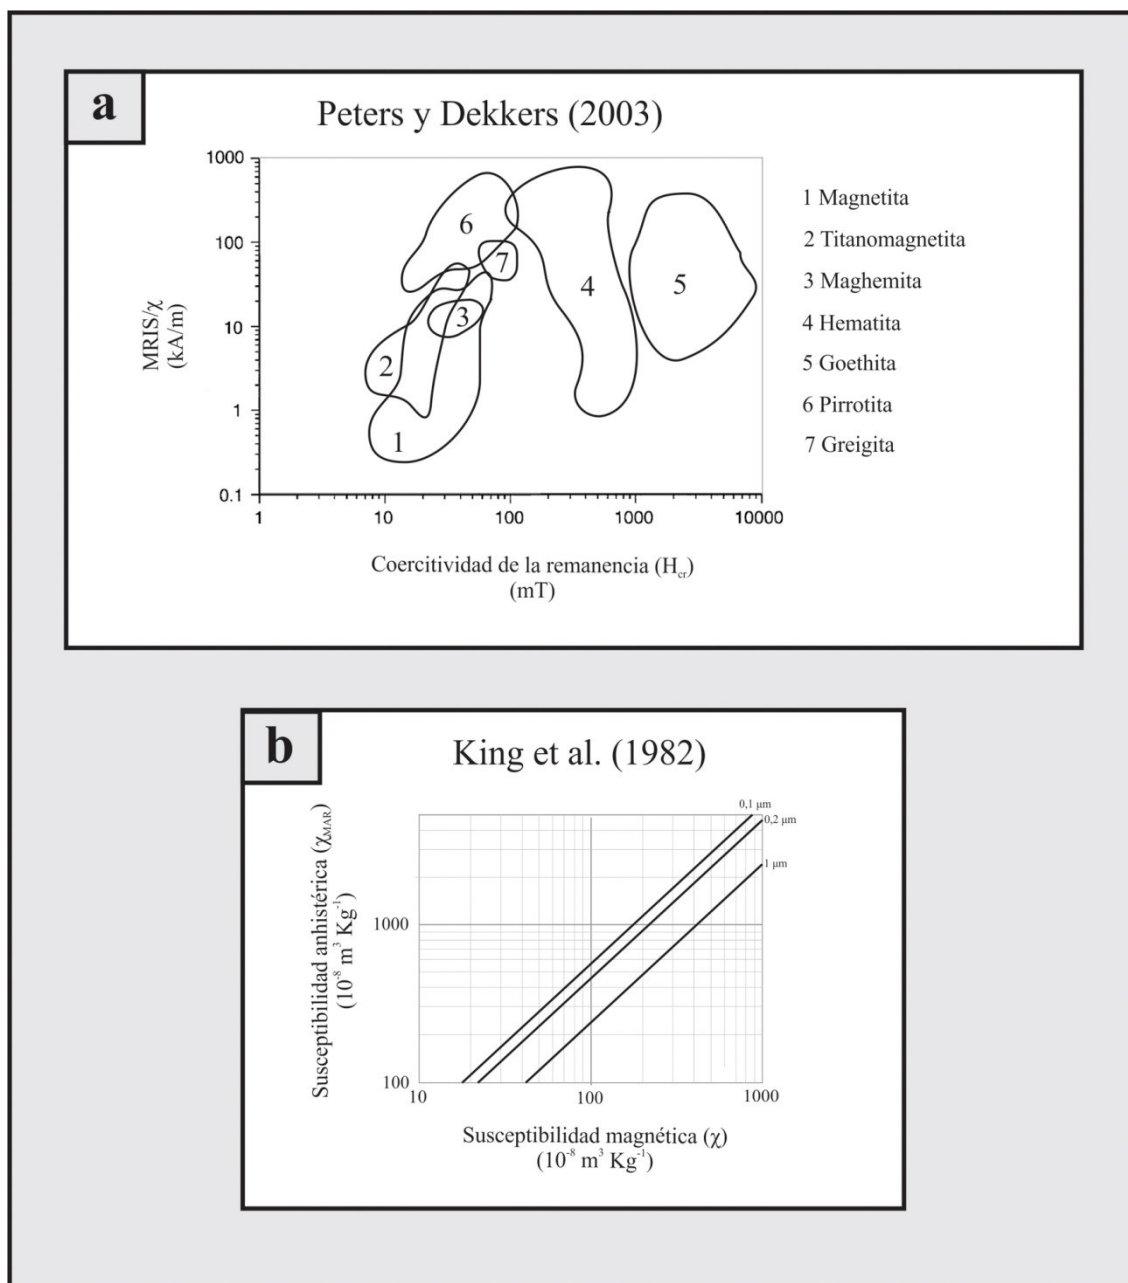 a
Peters y Dekkers (2003)
1000
100
10
1
0.1
1
10
100
1000
10000
MRIS/χ
(kA/m)
Coercitividad de la remanencia (H_cr)
(mT)
1
2
3
4
5
6
7
1 Magnetita
2 Titanomagnetita
3 Maghemita
4 Hematita
5 Goethita
6 Pirrotita
7 Greigita
b
King et al. (1982)
0,1 μm
0,2 μm
1 μm
1000
100
10
100
1000
Susceptibilidad anhistérica (χ_MAR)
(10⁻⁸ m³ Kg⁻¹)
Susceptibilidad magnética (χ)
(10⁻⁸ m³ Kg⁻¹)